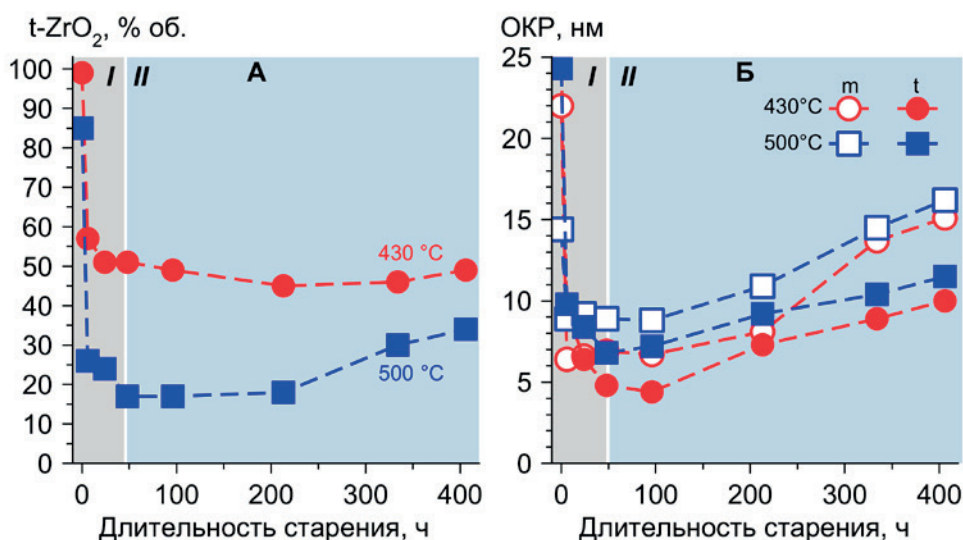 t-ZrO₂, % об.
100
90
80
70
60
50
40
30
20
10
0
I II А
430 °C
500 °C
0 100 200 300 400
Длительность старения, ч
ОКР, нм
25
20
15
10
5
0
I II Б
m t
430°C
500°C
0 100 200 300 400
Длительность старения, ч